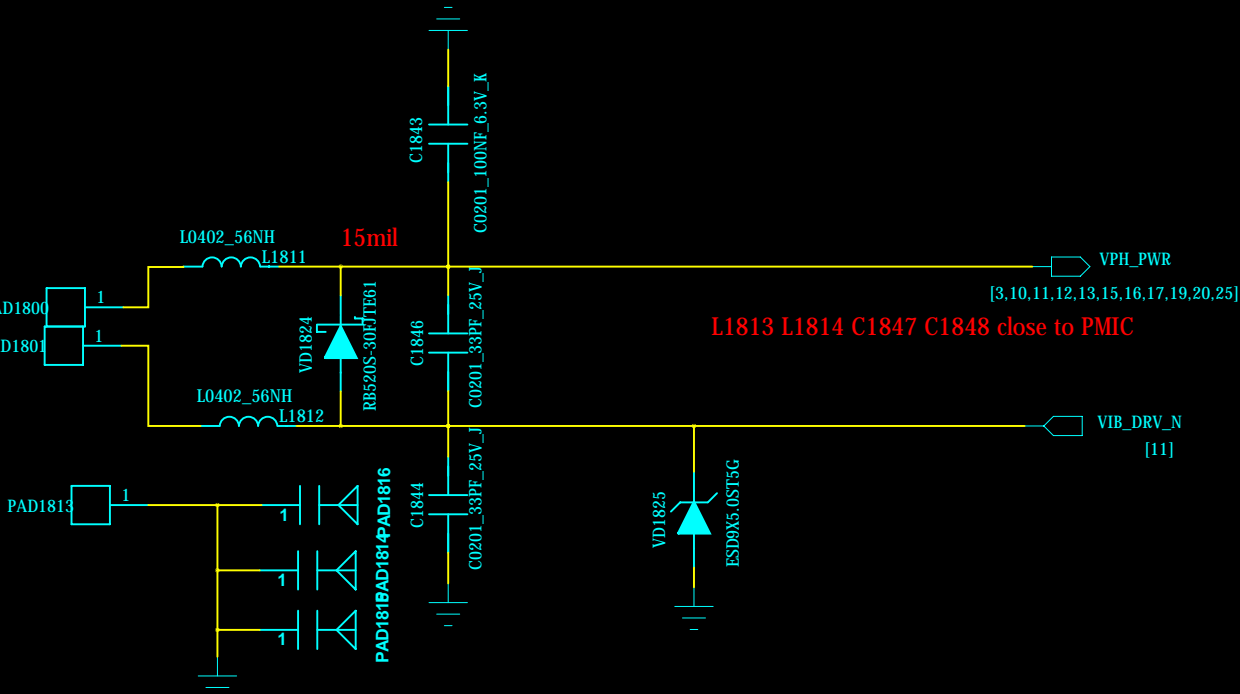 C1843
C0201_100NF_6.3V_K
L0402_56NH
L1811
15mil
VPH_PWR
[3,10,11,12,13,15,16,17,19,20,25]
AD1800
1
D1801
1
VD1824
RB520S-30FJTE61
C1846
C0201_33PF_25V_J
L1813 L1814 C1847 C1848 close to PMIC
L0402_56NH
L1812
VIB_DRV_N
[11]
PAD1813
1
1
PAD1816
C1844
C0201_33PF_25V_J
VD1825
ESD9X5.0ST5G
1
PAD1814
1